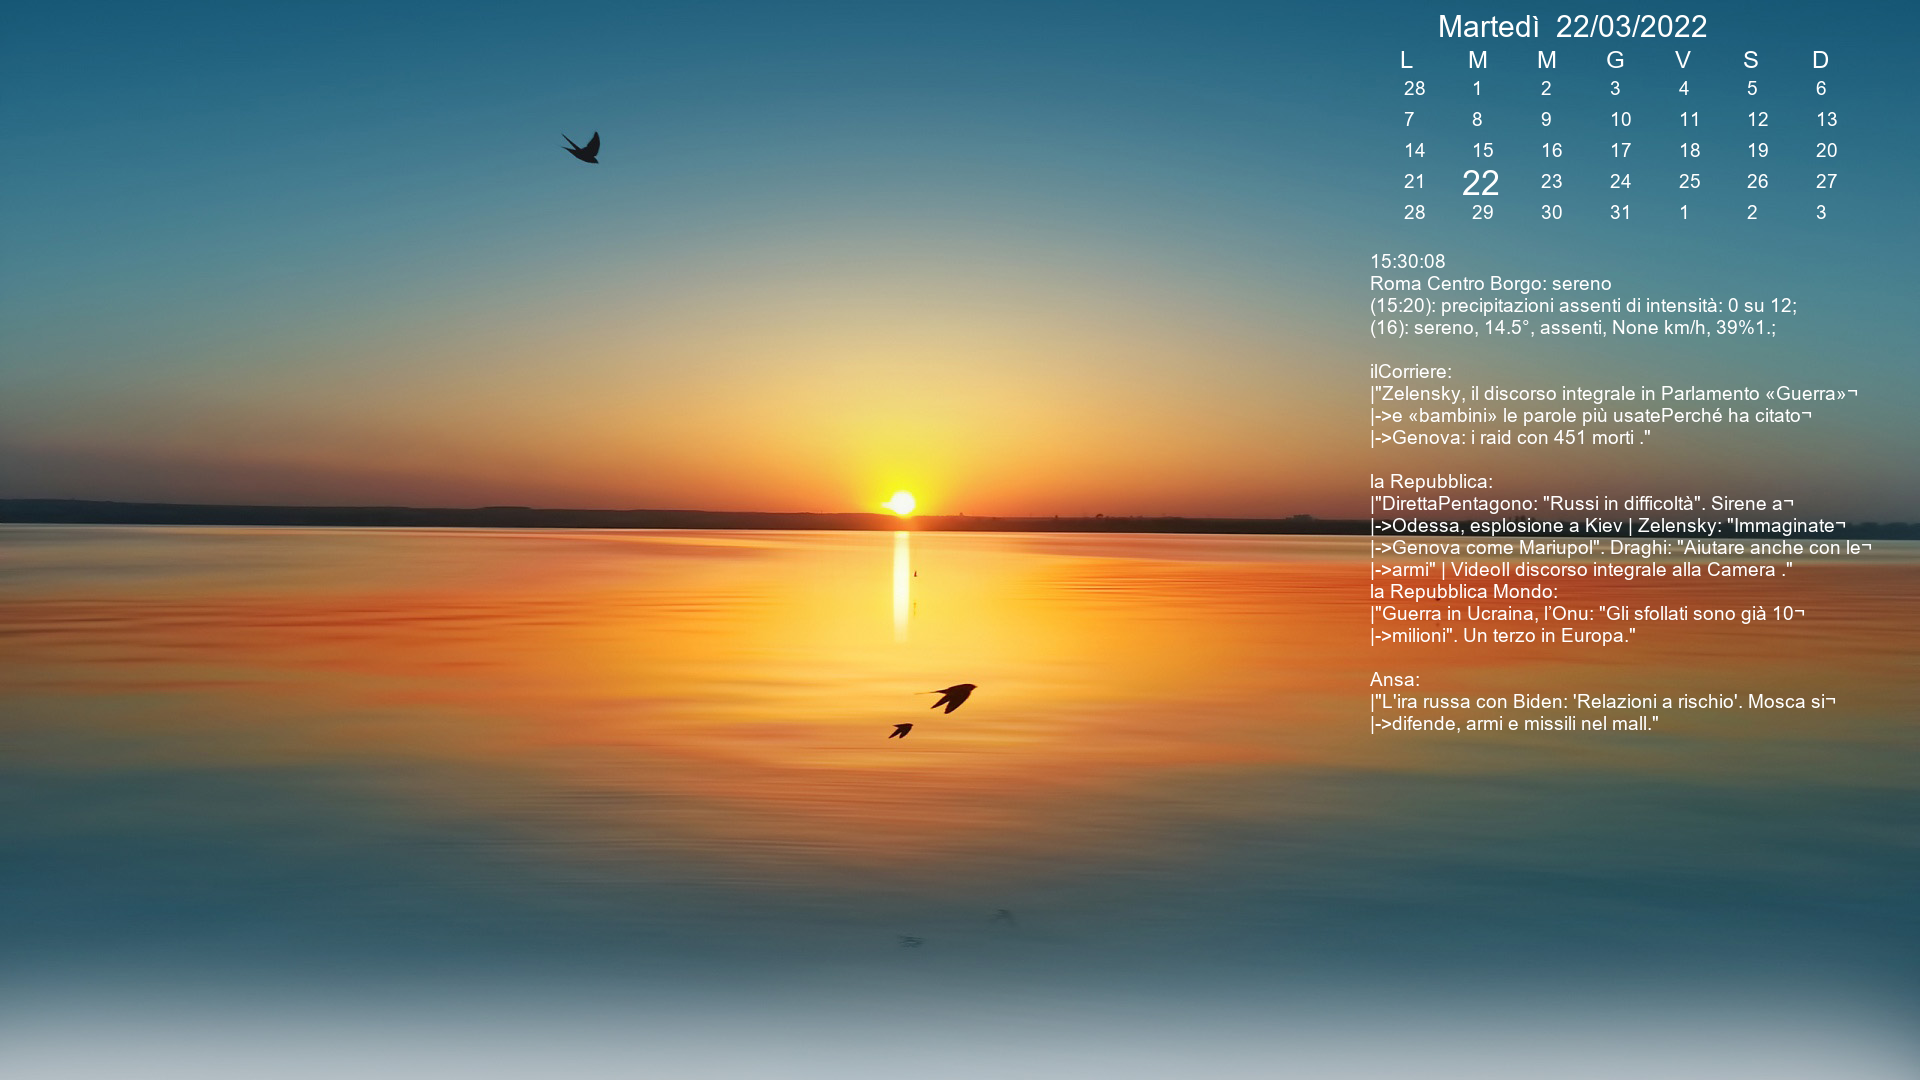 Martedì 22/03/2022
L M M G V S D
28 1 2 3 4 5 6
7 8 9 10 11 12 13
14 15 16 17 18 19 20
21 22 23 24 25 26 27
28 29 30 31 1 2 3
15:30:08
Roma Centro Borgo: sereno
(15:20): precipitazioni assenti di intensità: 0 su 12;
(16): sereno, 14.5°, assenti, None km/h, 39%1.;
ilCorriere:
|"Zelensky, il discorso integrale in Parlamento «Guerra»¬
|->e «bambini» le parole più usatePerché ha citato¬
|->Genova: i raid con 451 morti ."
la Repubblica:
|"DirettaPentagono: "Russi in difficoltà". Sirene a¬
|->Odessa, esplosione a Kiev | Zelensky: "Immaginate¬
|->Genova come Mariupol". Draghi: "Aiutare anche con le¬
|->armi" | VideoIl discorso integrale alla Camera ."
la Repubblica Mondo:
|"Guerra in Ucraina, l’Onu: "Gli sfollati sono già 10¬
|->milioni". Un terzo in Europa."
Ansa:
|"L'ira russa con Biden: 'Relazioni a rischio'. Mosca si¬
|->difende, armi e missili nel mall."